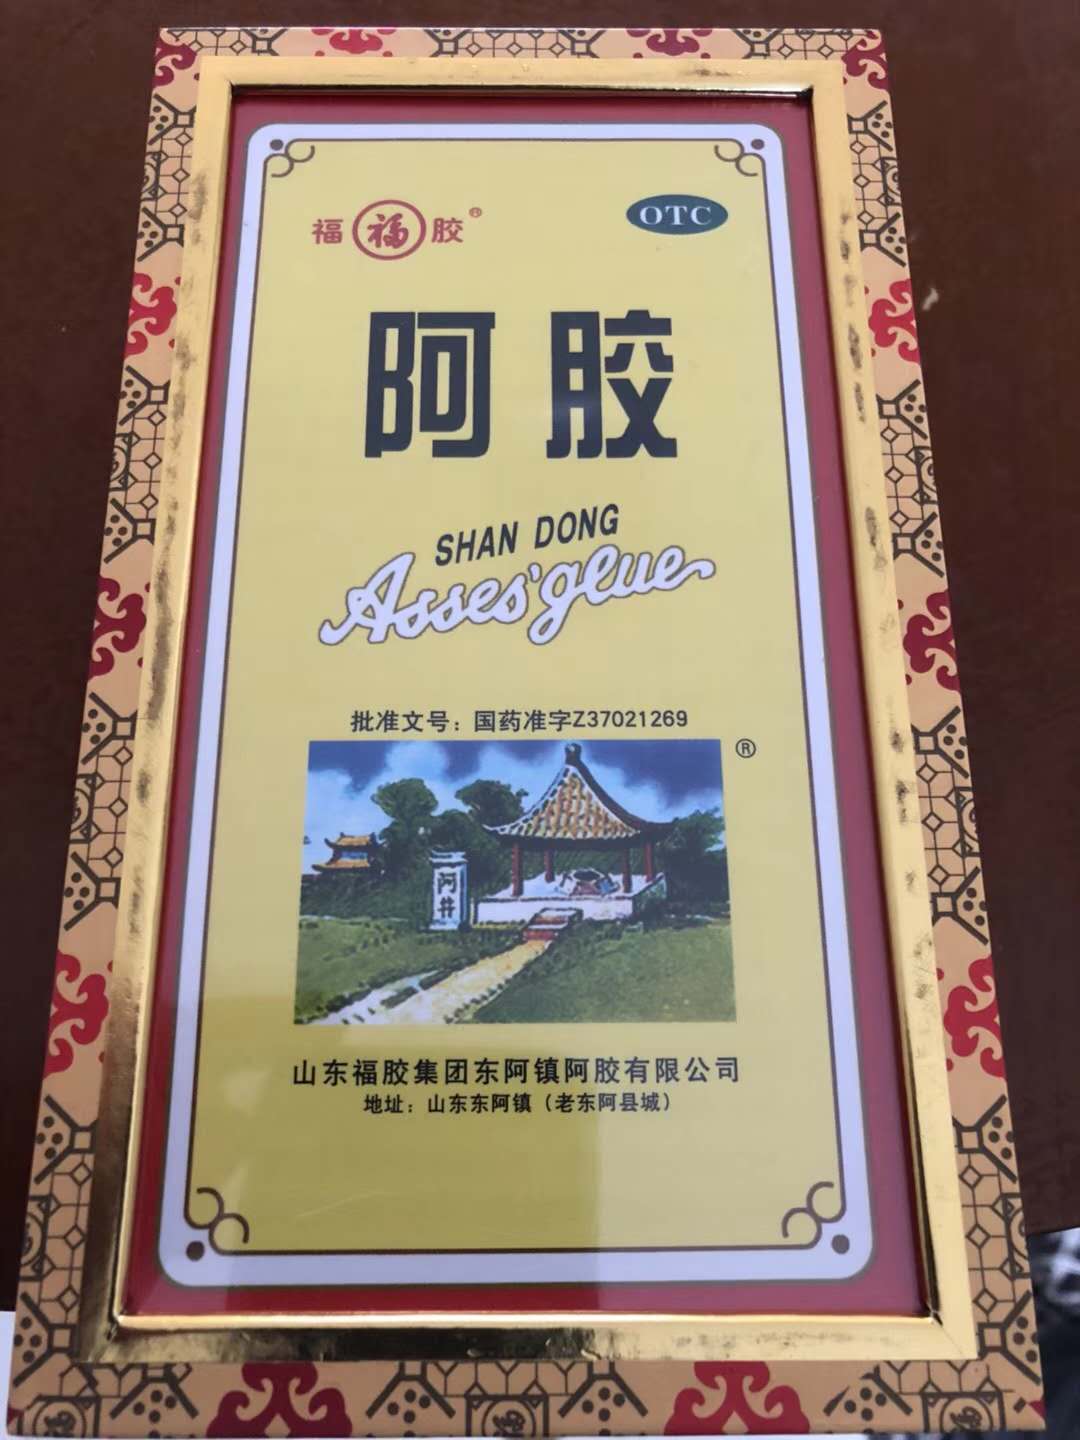 福福胶®
OTC
阿胶
SHAN DONG
Asses'glue
批准文号：国药准字Z37021269
®
阿井
山东福胶集团东阿镇阿胶有限公司
地址：山东东阿镇（老东阿县城）